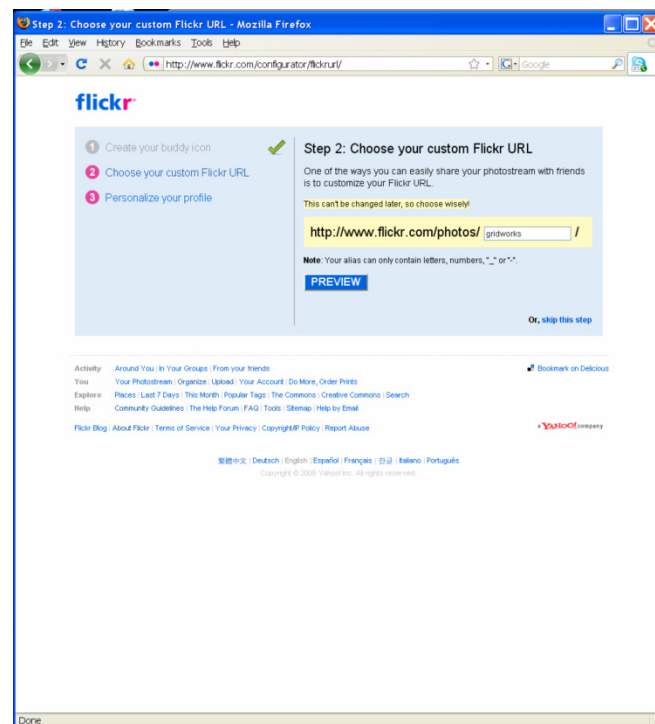 Step 2: Choose your custom Flickr URL - Mozilla Firefox
File Edit View History Bookmarks Tools Help
http://www.flickr.com/configurator/flickrurl/
Google
flickr
1 Create your buddy icon
2 Choose your custom Flickr URL
3 Personalize your profile
Step 2: Choose your custom Flickr URL
One of the ways you can easily share your photostream with friends
is to customize your Flickr URL.
This can't be changed later, so choose wisely!
http://www.flickr.com/photos/ gridworks /
Note: Your alias can only contain letters, numbers, "_" or "-".
PREVIEW
Or, skip this step
Activity Around You | In Your Groups | From your friends
Bookmark on Delicious
You Your Photostream | Organize | Upload | Your Account | Do More, Order Prints
Explore Places | Last 7 Days | This Month | Popular Tags | The Commons | Creative Commons | Search
Help Community Guidelines | The Help Forum | FAQ | Tools | Sitemap | Help by Email
Flickr Blog | About Flickr | Terms of Service | Your Privacy | Copyright/IP Policy | Report Abuse
a YAHOO! company
繁體中文 | Deutsch | English | Español | Français | 한글 | Italiano | Português
Copyright © 2008 Yahoo! Inc. All rights reserved.
Done